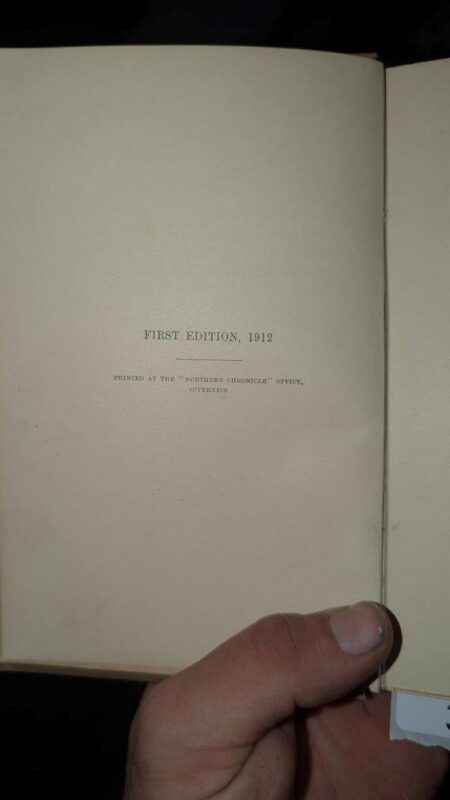 FIRST EDITION, 1912
PRINTED AT THE "NORTHERN CHRONICLE" OFFICE,
INVERNESS